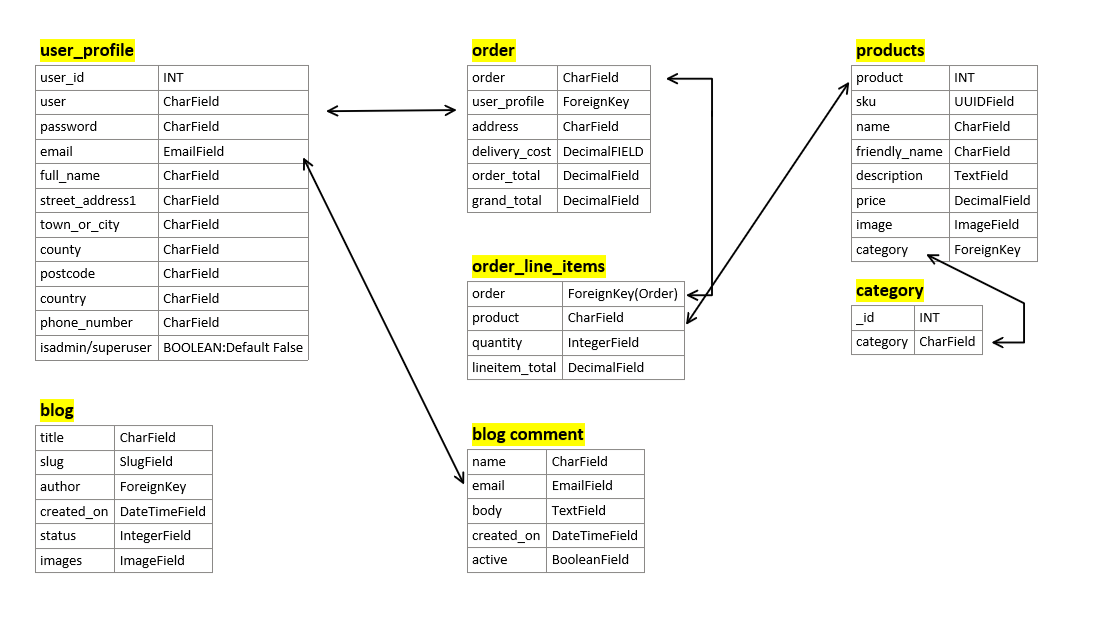 user_profile
user_id INT
user CharField
password CharField
email EmailField
full_name CharField
street_address1 CharField
town_or_city CharField
county CharField
postcode CharField
country CharField
phone_number CharField
isadmin/superuser BOOLEAN:Default False
order
order CharField
user_profile ForeignKey
address CharField
delivery_cost DecimalFIELD
order_total DecimalField
grand_total DecimalField
products
product INT
sku UUIDField
name CharField
friendly_name CharField
description TextField
price DecimalField
image ImageField
category ForeignKey
order_line_items
order ForeignKey(Order)
product CharField
quantity IntegerField
lineitem_total DecimalField
category
_id INT
category CharField
blog
title CharField
slug SlugField
author ForeignKey
created_on DateTimeField
status IntegerField
images ImageField
blog comment
name CharField
email EmailField
body TextField
created_on DateTimeField
active BooleanField